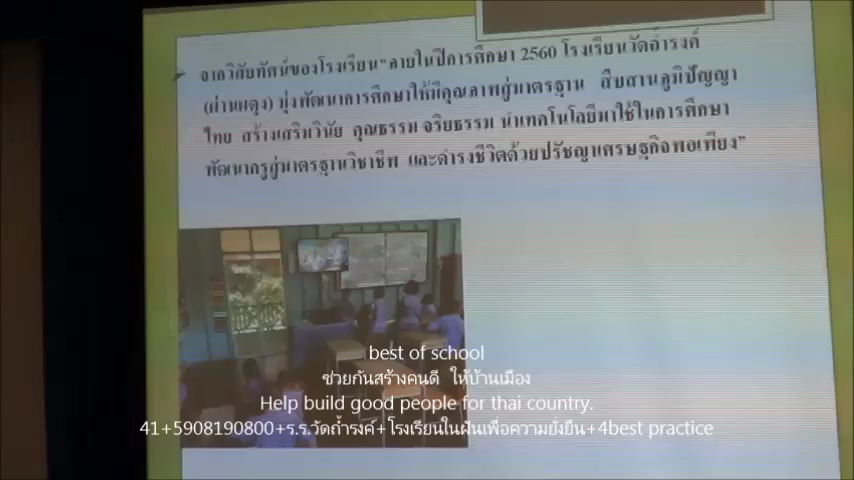 จากวิสัยทัศน์ของโรงเรียน“ภายในปีการศึกษา 2560 โรงเรียนวัดถ้ำรงค์
(ผ่านผดุง) มุ่งพัฒนาการศึกษาให้มีคุณภาพสู่มาตรฐาน สืบสานภูมิปัญญา
ไทย สร้างเสริมวินัย คุณธรรม จริยธรรม นำเทคโนโลยีมาใช้ในการศึกษา
พัฒนาครูสู่มาตรฐานวิชาชีพ และดำรงชีวิตด้วยปรัชญาเศรษฐกิจพอเพียง”
best of school
ช่วยกันสร้างคนดี ให้บ้านเมือง
Help build good people for thai country.
41+5908190800+ร.ร.วัดถ้ำรงค์+โรงเรียนในฝันเพื่อความยั่งยืน+4best practice